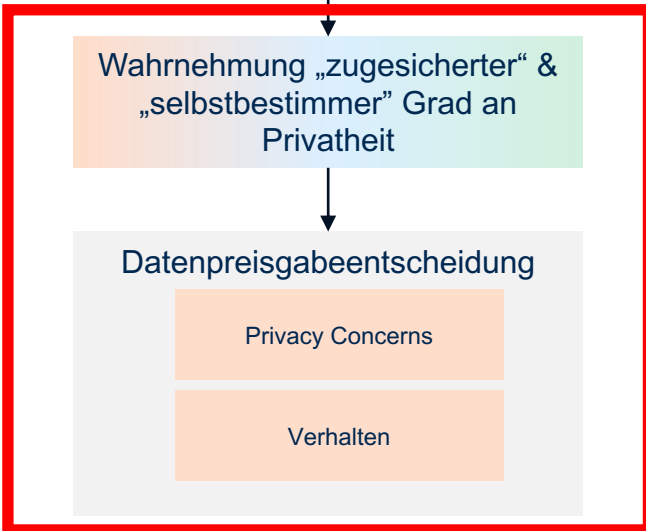 Wahrnehmung „zugesicherter“ &
„selbstbestimmer” Grad an
Privatheit
Datenpreisgabeentscheidung
Privacy Concerns
Verhalten